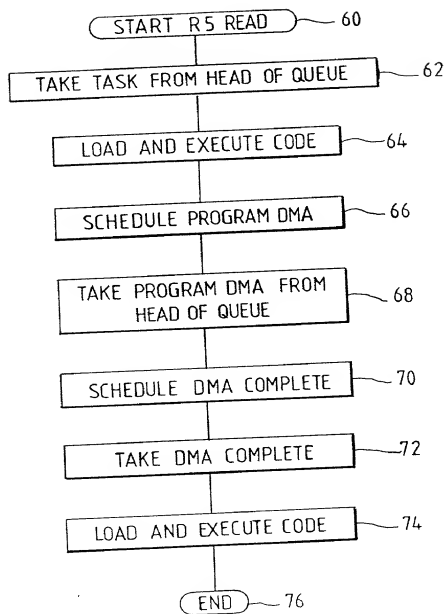 START R5 READ 60
TAKE TASK FROM HEAD OF QUEUE 62
LOAD AND EXECUTE CODE 64
SCHEDULE PROGRAM DMA 66
TAKE PROGRAM DMA FROM
HEAD OF QUEUE 68
SCHEDULE DMA COMPLETE 70
TAKE DMA COMPLETE 72
LOAD AND EXECUTE CODE 74
END 76